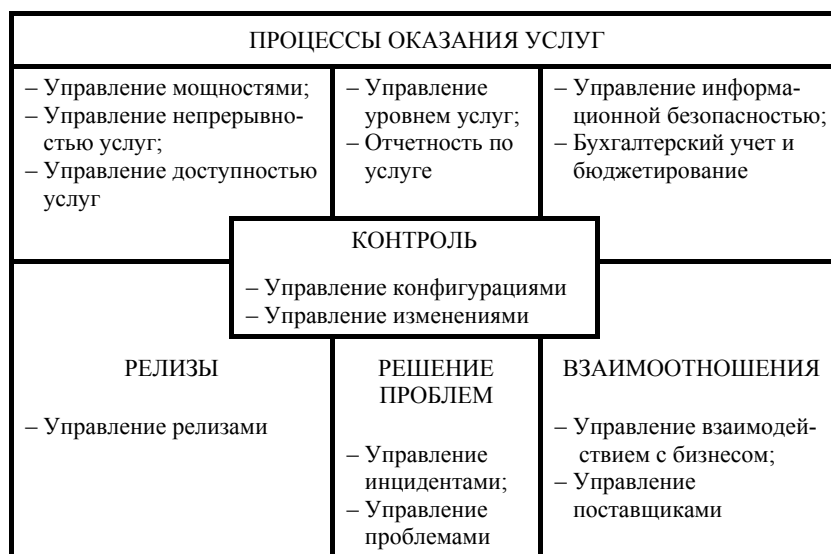 ПРОЦЕССЫ ОКАЗАНИЯ УСЛУГ
– Управление мощностями;
– Управление непрерывно-
стью услуг;
– Управление доступностью
услуг
– Управление
уровнем услуг;
– Отчетность по
услуге
– Управление информа-
ционной безопасностью;
– Бухгалтерский учет и
бюджетирование
КОНТРОЛЬ
– Управление конфигурациями
– Управление изменениями
РЕЛИЗЫ
– Управление релизами
РЕШЕНИЕ
ПРОБЛЕМ
– Управление
инцидентами;
– Управление
проблемами
ВЗАИМООТНОШЕНИЯ
– Управление взаимодей-
ствием с бизнесом;
– Управление
поставщиками